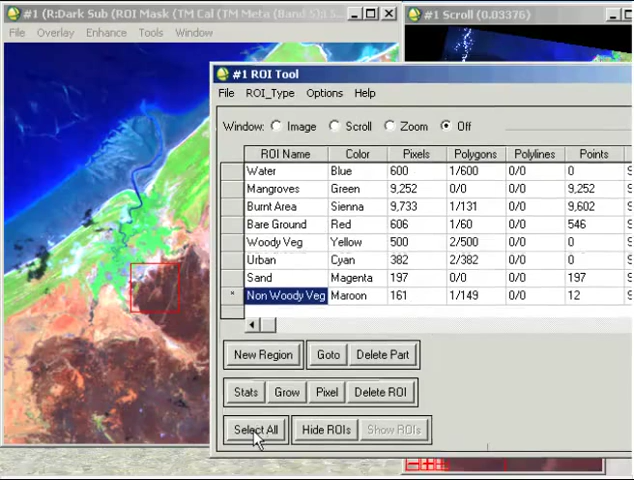 #1 (R:Dark Sub (ROI Mask (TM Cal (TM Meta (Band 5)
File Overlay Enhance Tools Window
#1 Scroll (0.03376)
#1 ROI Tool
File ROI_Type Options Help
Window: Image Scroll Zoom Off
ROI Name Color Pixels Polygons Polylines Points
Water Blue 600 1/600 0/0 0 S
Mangroves Green 9,252 0/0 0/0 9,252 S
Burnt Area Sienna 9,733 1/131 0/0 9,602 S
Bare Ground Red 606 1/60 0/0 546 S
Woody Veg Yellow 500 2/500 0/0 0 S
Urban Cyan 382 2/382 0/0 0 S
Sand Magenta 197 0/0 0/0 197 S
* Non Woody Veg Maroon 161 1/149 0/0 12 S
New Region Goto Delete Part
Stats Grow Pixel Delete ROI
Select All Hide ROIs Show ROIs